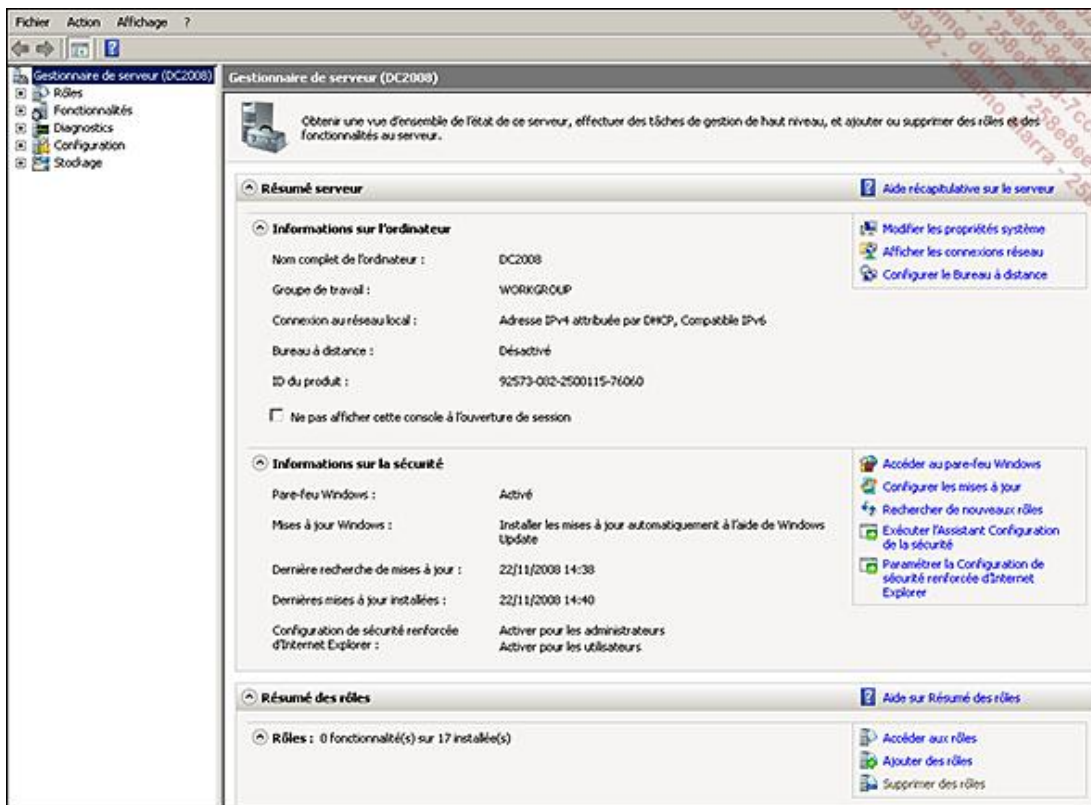 Fichier Action Affichage ?
Gestionnaire de serveur (DC2008)
Rôles
Fonctionnalités
Diagnostics
Configuration
Stockage
Gestionnaire de serveur (DC2008)
Obtenir une vue d'ensemble de l'état de ce serveur, effectuer des tâches de gestion de haut niveau, et ajouter ou supprimer des rôles et des
fonctionnalités au serveur.
Résumé serveur
Aide récapitulative sur le serveur
Informations sur l'ordinateur
Nom complet de l'ordinateur : DC2008
Groupe de travail : WORKGROUP
Connexion au réseau local : Adresse IPv4 attribuée par DHCP, Compatible IPv6
Bureau à distance : Désactivé
ID du produit : 92573-082-2500115-76060
Ne pas afficher cette console à l'ouverture de session
Modifier les propriétés système
Afficher les connexions réseau
Configurer le Bureau à distance
Informations sur la sécurité
Pare-feu Windows : Activé
Mises à jour Windows : Installer les mises à jour automatiquement à l'aide de Windows
Update
Dernière recherche de mises à jour : 22/11/2008 14:38
Dernières mises à jour installées : 22/11/2008 14:40
Configuration de sécurité renforcée
d'Internet Explorer :
Activer pour les administrateurs
Activer pour les utilisateurs
Accéder au pare-feu Windows
Configurer les mises à jour
Rechercher de nouveaux rôles
Exécuter l'Assistant Configuration
de la sécurité
Paramétrer la Configuration de
sécurité renforcée d'Internet
Explorer
Résumé des rôles
Aide sur Résumé des rôles
Rôles : 0 fonctionnalité(s) sur 17 installée(s)
Accéder aux rôles
Ajouter des rôles
Supprimer des rôles